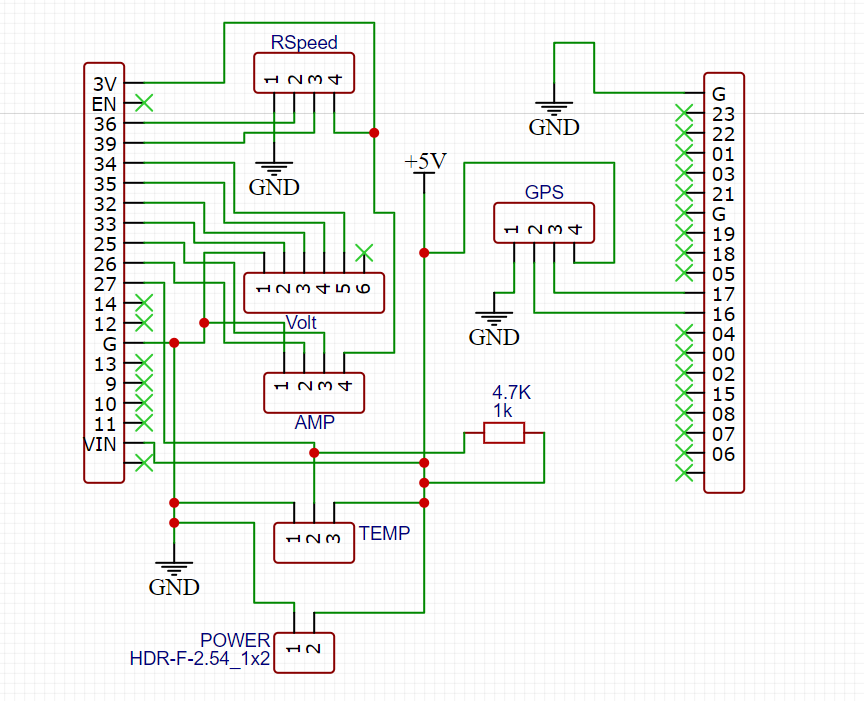 RSpeed
1 2 3 4
GND
3V
EN
36
39
34
35
32
33
25
26
27
14
12
G
13
9
10
11
VIN
1 2 3 4 5 6
Volt
1 2 3 4
AMP
+5V
GPS
1 2 3 4
GND
GND
4.7K
1k
1 2 3
TEMP
GND
POWER
HDR-F-2.54_1x2
1 2
G
23
22
01
03
21
G
19
18
05
17
16
04
00
02
15
08
07
06